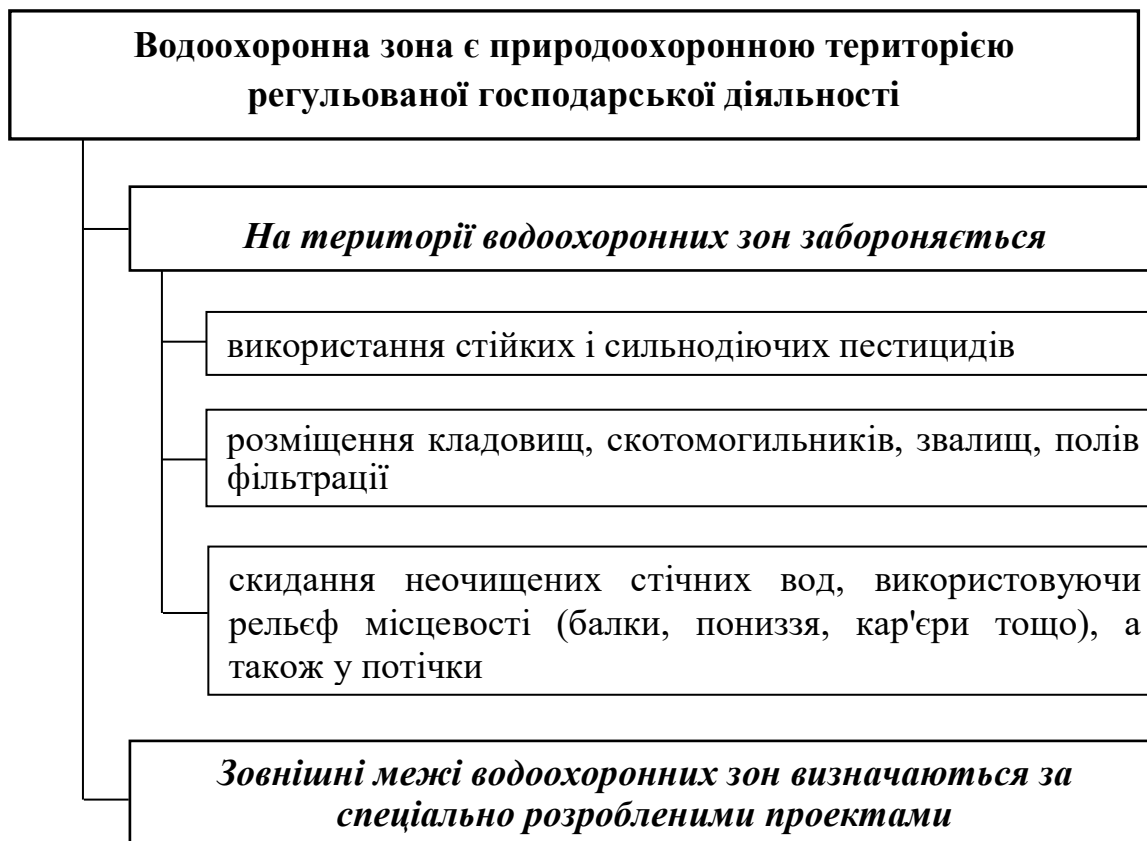 Водоохоронна зона є природоохоронною територією
регульованої господарської діяльності
На території водоохоронних зон забороняється
використання стійких і сильнодіючих пестицидів
розміщення кладовищ, скотомогильників, звалищ, полів
фільтрації
скидання неочищених стічних вод, використовуючи
рельєф місцевості (балки, пониззя, кар'єри тощо), а
також у потічки
Зовнішні межі водоохоронних зон визначаються за
спеціально розробленими проектами